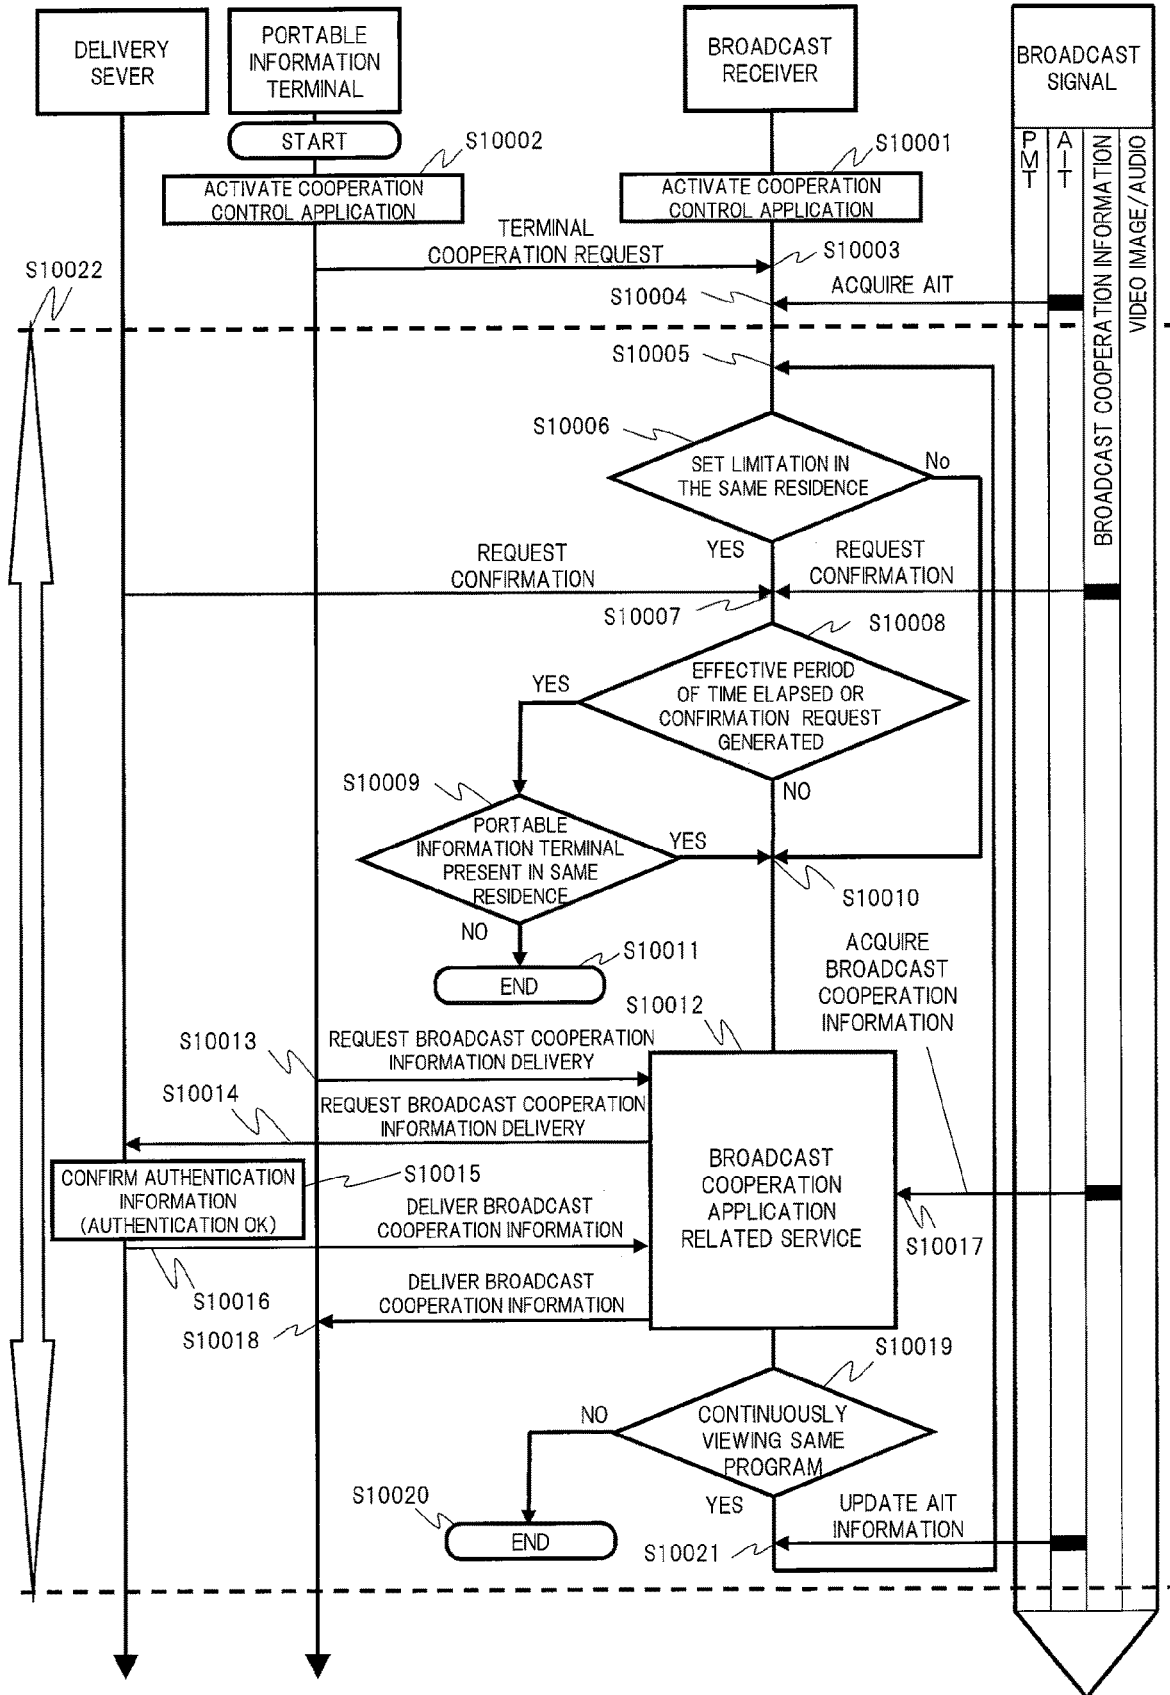 DELIVERY
SEVER
PORTABLE
INFORMATION
TERMINAL
BROADCAST
RECEIVER
BROADCAST
SIGNAL
START
S10002
S10001
PMT
AIT
BROADCAST COOPERATION INFORMATION
VIDEO IMAGE/AUDIO
ACTIVATE COOPERATION
CONTROL APPLICATION
ACTIVATE COOPERATION
CONTROL APPLICATION
TERMINAL
COOPERATION REQUEST
S10003
S10022
S10004
ACQUIRE AIT
S10005
S10006
SET LIMITATION IN
THE SAME RESIDENCE
No
YES
REQUEST
CONFIRMATION
REQUEST
CONFIRMATION
S10007
S10008
EFFECTIVE PERIOD
OF TIME ELAPSED OR
CONFIRMATION REQUEST
GENERATED
YES
NO
S10009
PORTABLE
INFORMATION TERMINAL
PRESENT IN SAME
RESIDENCE
YES
S10010
NO
S10011
END
ACQUIRE
BROADCAST
COOPERATION
INFORMATION
S10012
S10013
REQUEST BROADCAST COOPERATION
INFORMATION DELIVERY
S10014
REQUEST BROADCAST COOPERATION
INFORMATION DELIVERY
BROADCAST
COOPERATION
APPLICATION
RELATED SERVICE
CONFIRM AUTHENTICATION
INFORMATION
(AUTHENTICATION OK)
S10015
DELIVER BROADCAST
COOPERATION INFORMATION
S10017
S10016
DELIVER BROADCAST
COOPERATION INFORMATION
S10018
S10019
CONTINUOUSLY
VIEWING SAME
PROGRAM
NO
YES
S10020
END
UPDATE AIT
INFORMATION
S10021